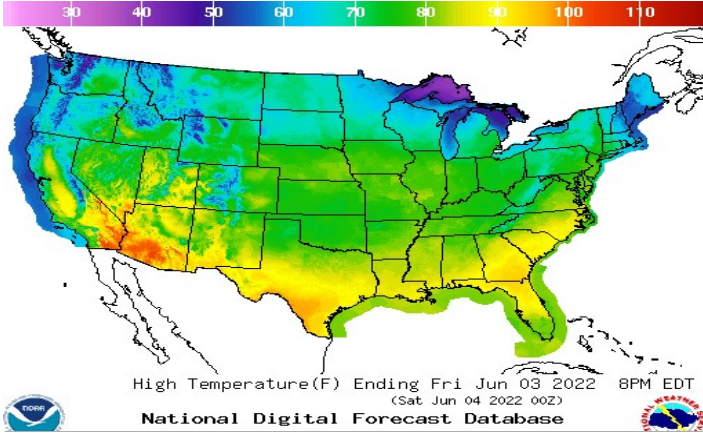 30 40 50 60 70 80 90 100 110
High Temperature(F) Ending Fri Jun 03 2022 8PM EDT
(Sat Jun 04 2022 00Z)
National Digital Forecast Database
noaa